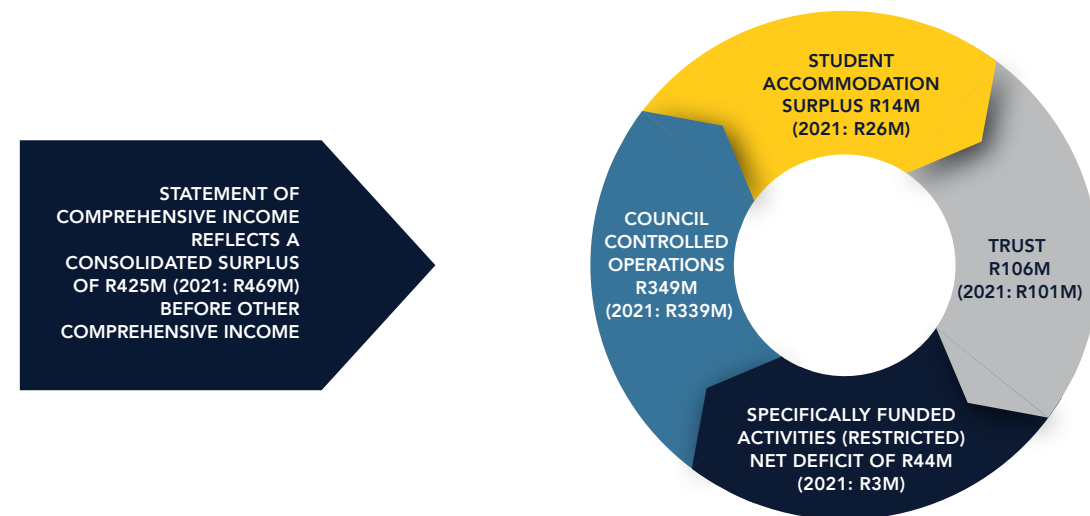 STATEMENT OF
COMPREHENSIVE INCOME
REFLECTS A
CONSOLIDATED SURPLUS
OF R425M (2021: R469M)
BEFORE OTHER
COMPREHENSIVE INCOME
STUDENT
ACCOMMODATION
SURPLUS R14M
(2021: R26M)
TRUST
R106M
(2021: R101M)
SPECIFICALLY FUNDED
ACTIVITIES (RESTRICTED)
NET DEFICIT OF R44M
(2021: R3M)
COUNCIL
CONTROLLED
OPERATIONS
R349M
(2021: R339M)